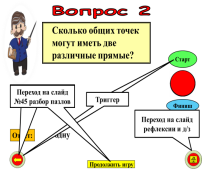 Вопрос 2
Сколько общих точек
могут иметь две
различные прямые?
Старт
Переход на слайд
№45 разбор пазлов
Триггер
Финиш
Переход на слайд
рефлексии и д/з
Продолжить игру